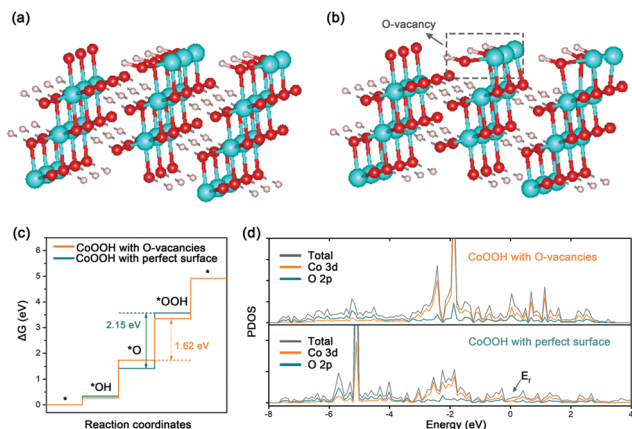 (a)
(b)
O-vacancy
(c)
CoOOH with O-vacancies
CoOOH with perfect surface
ΔG (eV)
6
5
4
3
2
1
0
*
*OH
*O
*OOH
*
2.15 eV
1.62 eV
Reaction coordinates
(d)
PDOS
Total
Co 3d
O 2p
CoOOH with O-vacancies
Total
Co 3d
O 2p
CoOOH with perfect surface
Ef
-8 -6 -4 -2 0 2 4
Energy (eV)